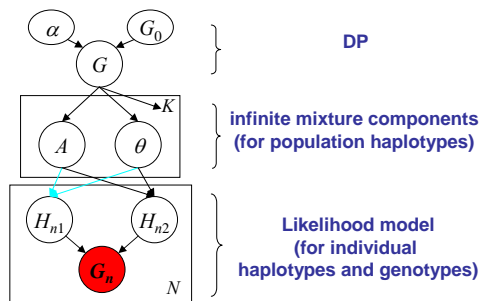 α
G0
DP
G
K
A
θ
infinite mixture components
(for population haplotypes)
Hn1
Hn2
Gn
N
Likelihood model
(for individual
haplotypes and genotypes)